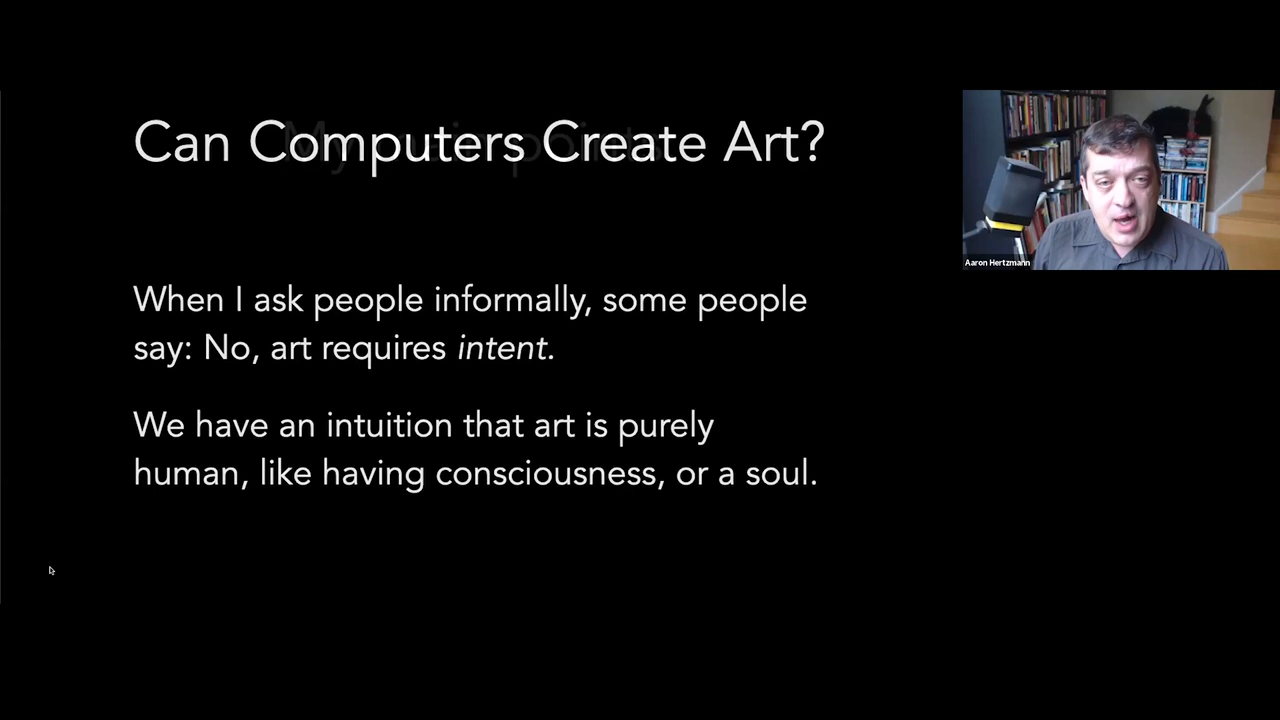 Can Computers Create Art?
When I ask people informally, some people
say: No, art requires intent.
We have an intuition that art is purely
human, like having consciousness, or a soul.
Aaron Hertzmann